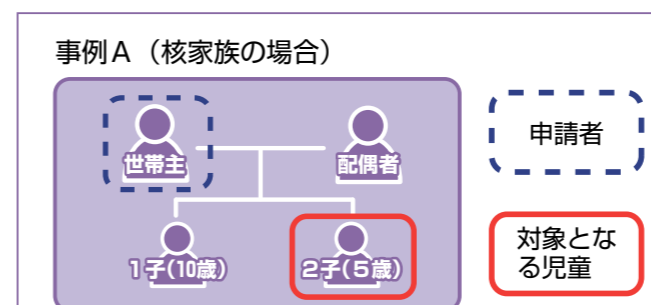 事例A（核家族の場合）
世帯主
配偶者
申請者
1子(10歳)
2子(5歳)
対象とな
る児童